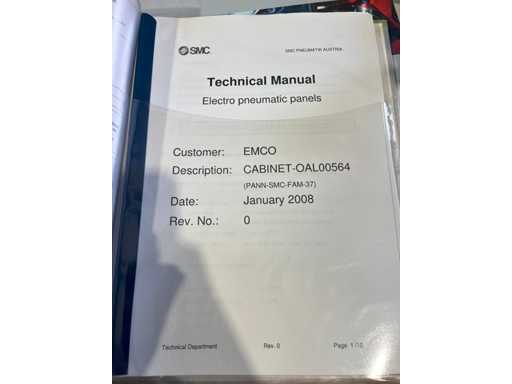 SMC
SMC PNEUMATIK AUSTRIA
Technical Manual
Electro pneumatic panels
Customer: EMCO
Description: CABINET-OAL00564
(PANN-SMC-FAM-37)
Date: January 2008
Rev. No.: 0
Technical Department Rev. 0 Page 1/10